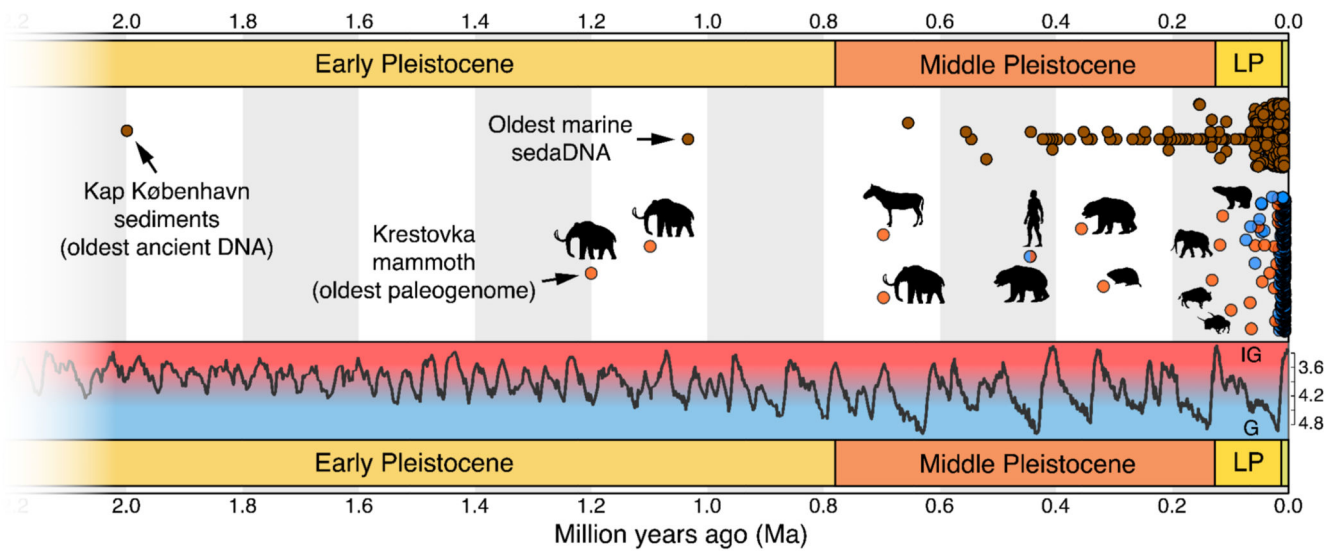 2.2 2.0 1.8 1.6 1.4 1.2 1.0 0.8 0.6 0.4 0.2 0.0
Early Pleistocene Middle Pleistocene LP
Oldest marine
sedaDNA
Kap København
sediments
(oldest ancient DNA)
Krestovka
mammoth
(oldest paleogenome)
IG
3.6
4.2
4.8
G
Early Pleistocene Middle Pleistocene LP
2.2 2.0 1.8 1.6 1.4 1.2 1.0 0.8 0.6 0.4 0.2 0.0
Million years ago (Ma)